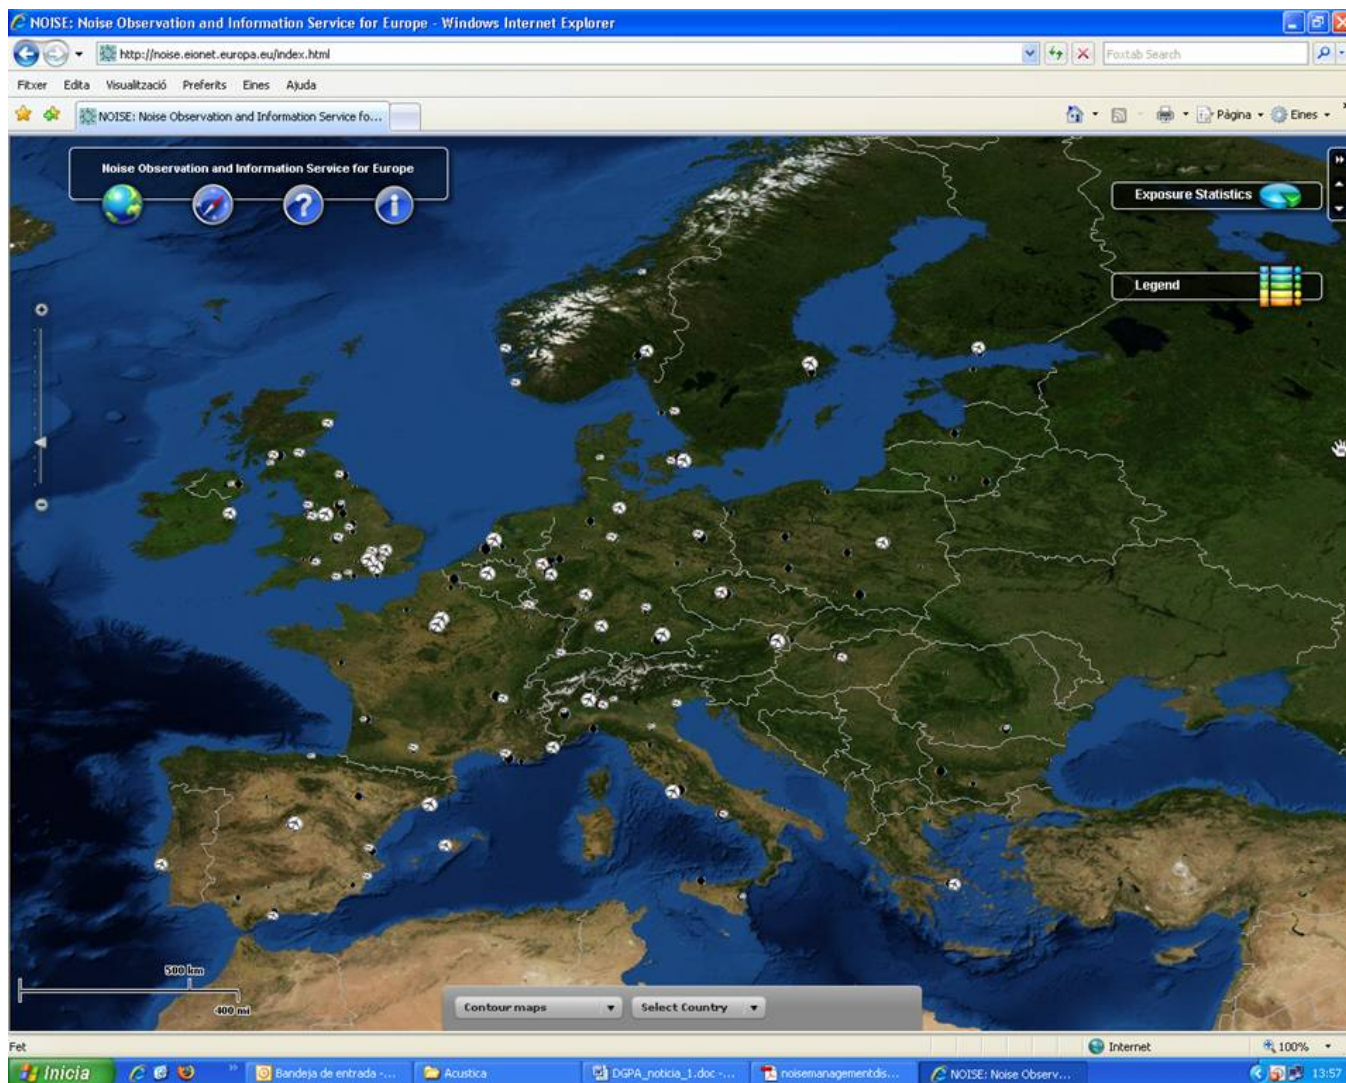 NOISE: Noise Observation and Information Service for Europe - Windows Internet Explorer
http://noise.eionet.europa.eu/index.html
Foxtab Search
Fitxer Edita Visualització Preferits Eines Ajuda
NOISE: Noise Observation and Information Service fo...
Pàgina Eines
Noise Observation and Information Service for Europe
Exposure Statistics
Legend
500 km
400 mi
Contour maps
Select Country
Fet
Internet
100%
Inicia
Bandeja de entrada -...
Acustica
DGPA_noticia_1.doc -...
noisemanagementdis...
NOISE: Noise Observ...
13:57